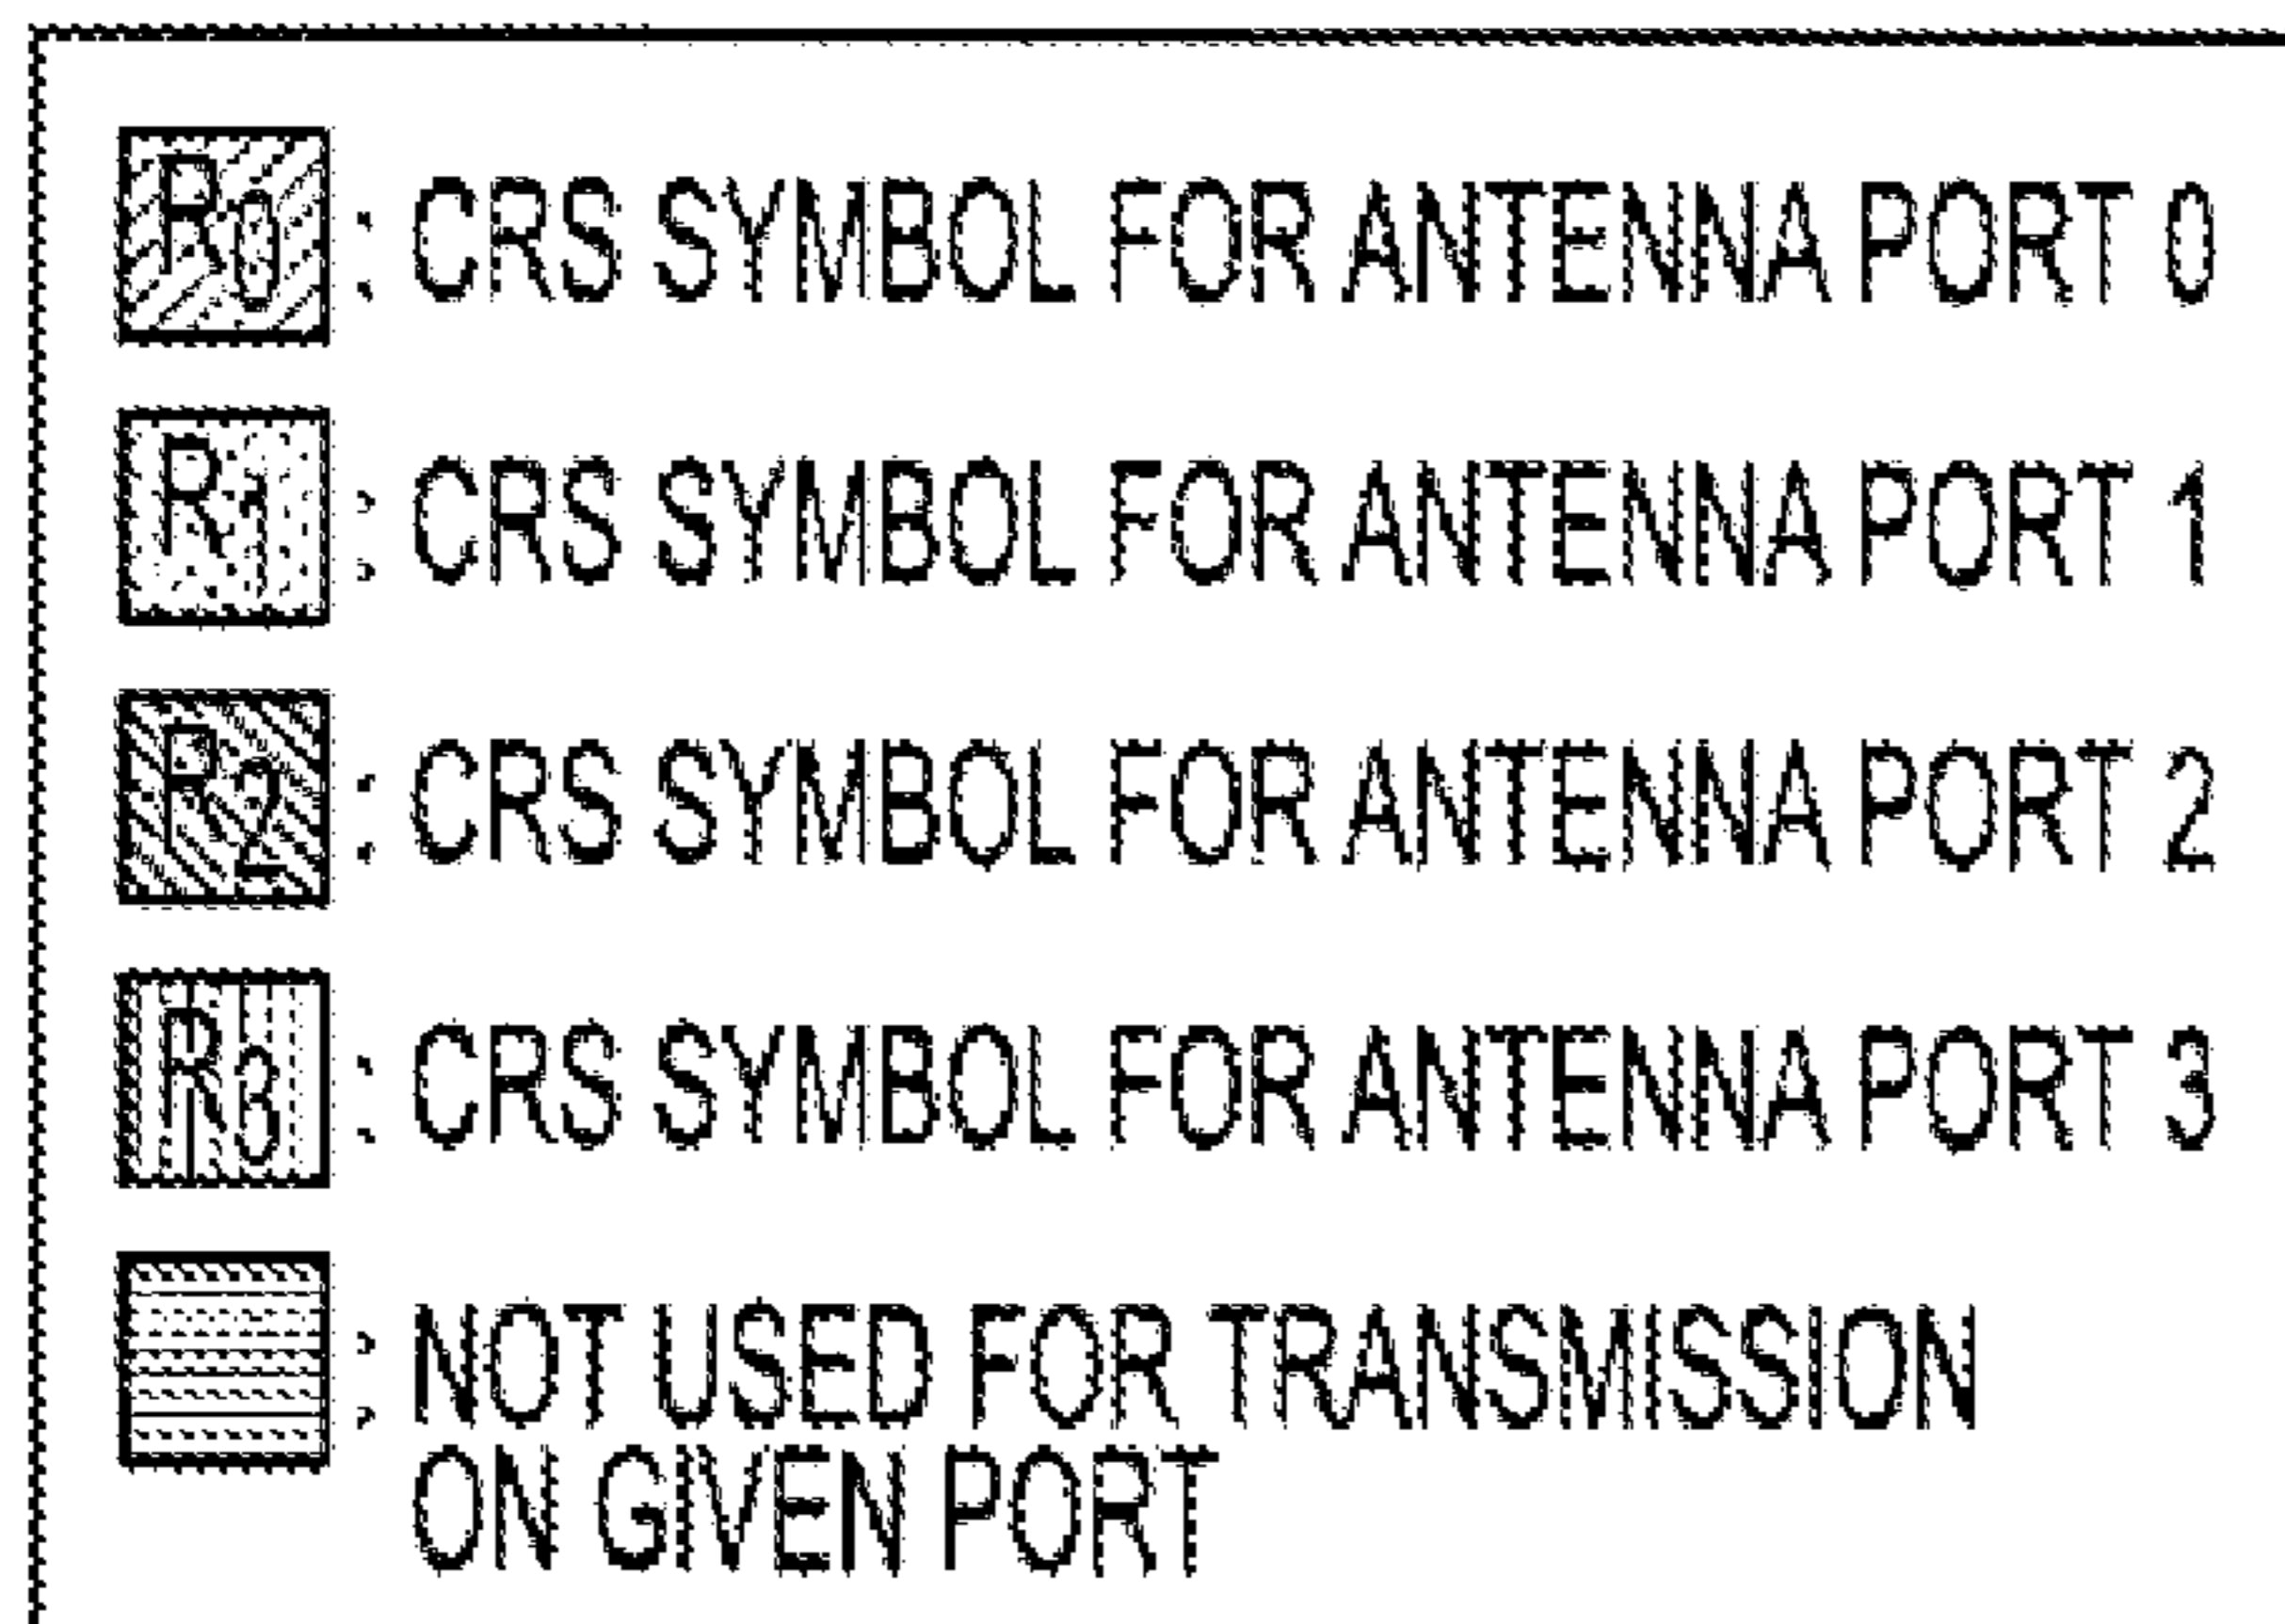 R0 : CRS SYMBOL FOR ANTENNA PORT 0
R1 : CRS SYMBOL FOR ANTENNA PORT 1
R2 : CRS SYMBOL FOR ANTENNA PORT 2
R3 : CRS SYMBOL FOR ANTENNA PORT 3
: NOT USED FOR TRANSMISSION
ON GIVEN PORT